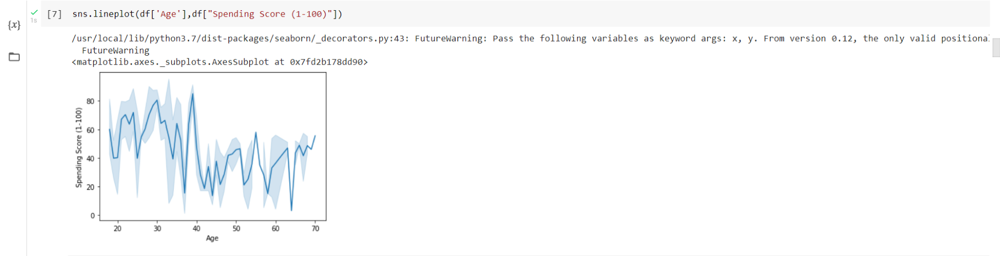 [7] sns.lineplot(df['Age'],df["Spending Score (1-100)"])
1s
{x}
/usr/local/lib/python3.7/dist-packages/seaborn/_decorators.py:43: FutureWarning: Pass the following variables as keyword args: x, y. From version 0.12, the only valid positional
FutureWarning
<matplotlib.axes._subplots.AxesSubplot at 0x7fd2b178dd90>
Spending Score (1-100)
80
60
40
20
0
20 30 40 50 60 70
Age